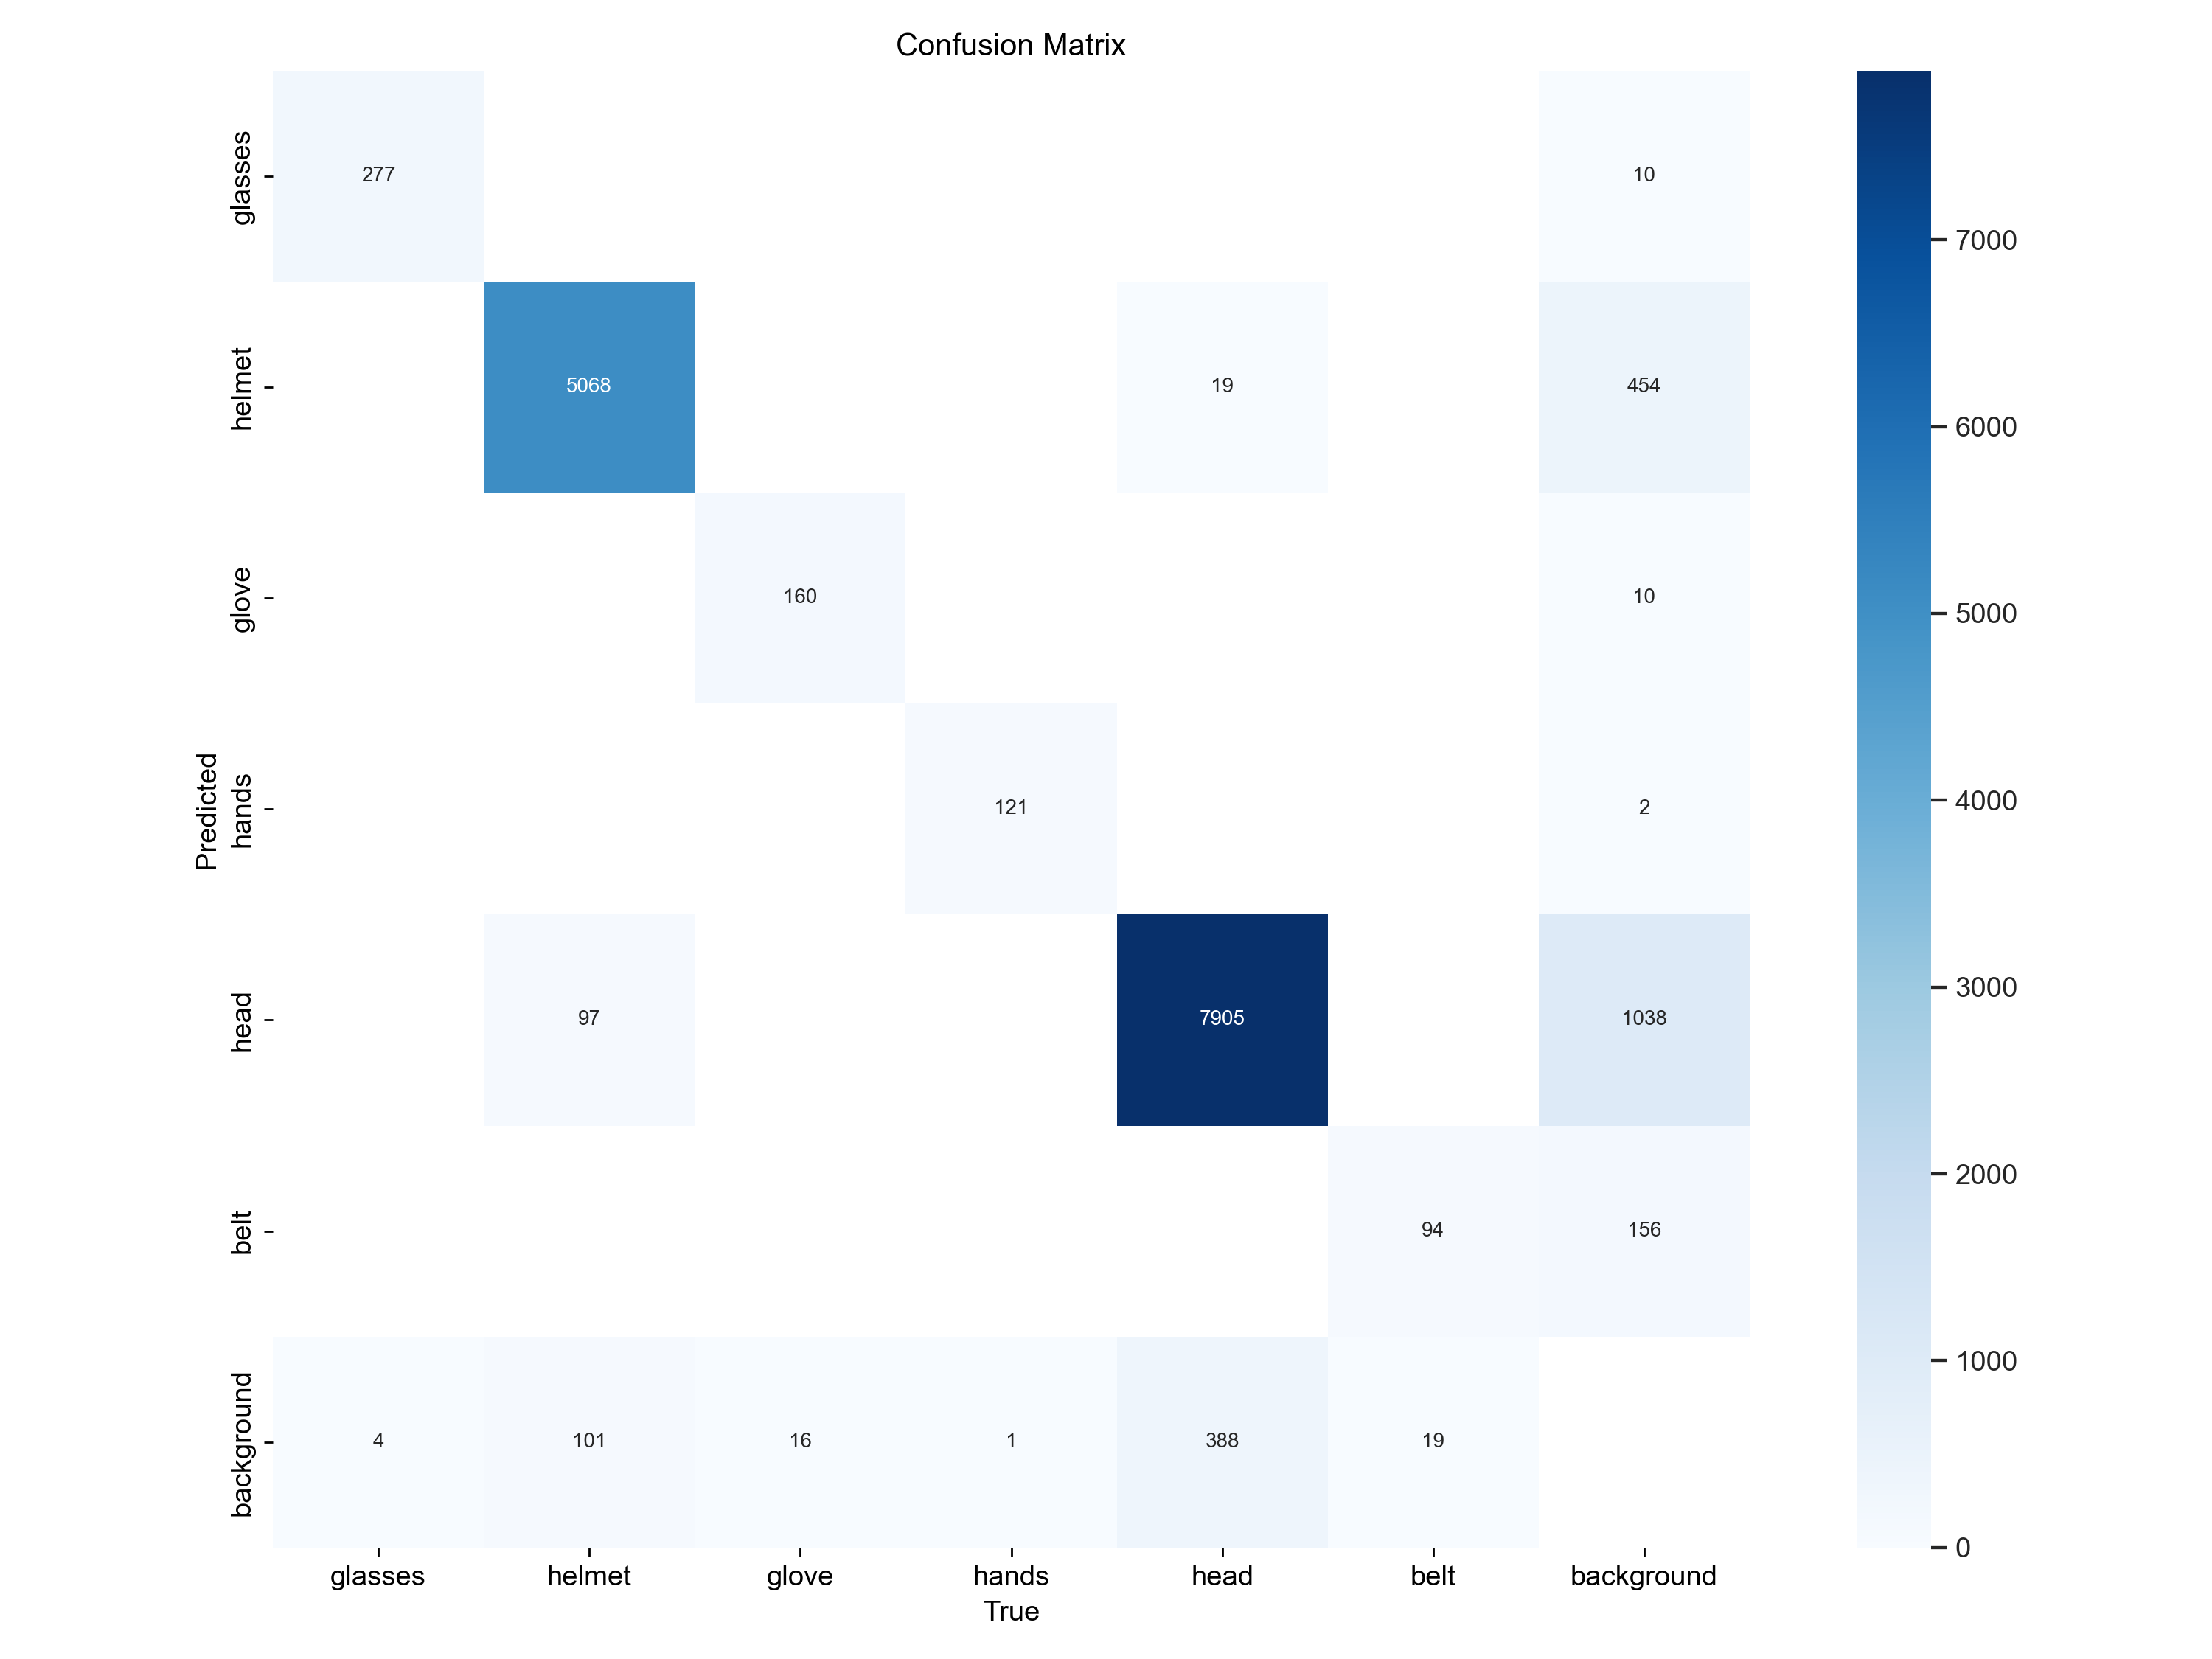 Confusion Matrix
glasses
277
10
7000
helmet
5068
19
454
6000
glove
160
10
5000
Predicted
hands
121
2
4000
head
97
7905
1038
3000
belt
94
156
2000
background
4
101
16
1
388
19
1000
0
glasses
helmet
glove
hands
head
belt
background
True